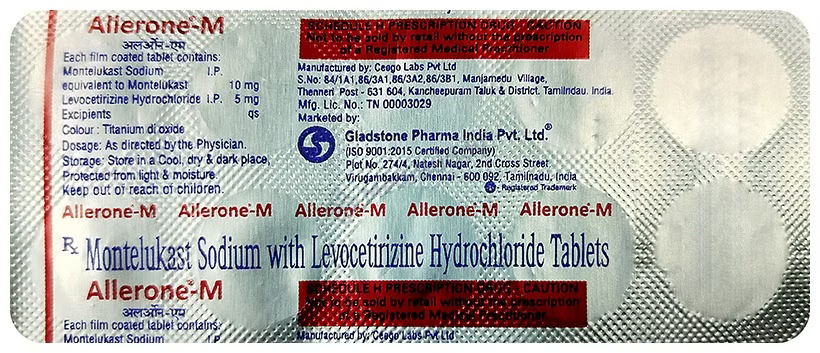 Allerone®-M
अलऑन-एम
Each film coated tablet contains:
Montelukast Sodium I.P.
equivalent to Montelukast 10 mg
Levocetirizine Hydrochloride I.P. 5 mg
Excipients qs
Colour : Titanium di oxide
Dosage: As directed by the Physician.
Storage: Store in a Cool, dry & dark place,
Protected from light & moisture.
Keep out of reach of children.
SCHEDULE H PRESCRIPTION DRUG - CAUTION
Not to be sold by retail without the prescription
of a Registered Medical Practitioner
Manufactured by: Ceego Labs Pvt Ltd
S.No: 84/1A1,86/3A1,86/3A2,86/3B1, Manjamedu Village,
Thenneri Post - 631 604, Kancheepuram Taluk & District. Tamilndau. India.
Mfg. Lic. No.: TN 00003029
Marketed by:
Gladstone Pharma India Pvt. Ltd.®
(ISO 9001:2015 Certified Company)
Plot No. 274/4, Natesh Nagar, 2nd Cross Street,
Virugambakkam, Chennai - 600 092, Tamilnadu, India
® - Registered Trademark
Allerone®-M Allerone®-M Allerone®-M Allerone®-M Allerone®-M
Rx Montelukast Sodium with Levocetirizine Hydrochloride Tablets
Allerone®-M
अलऑन-एम
Each film coated tablet contains:
Montelukast Sodium I.P.
SCHEDULE H PRESCRIPTION DRUG - CAUTION
Not to be sold by retail without the prescription
of a Registered Medical Practitioner
Manufactured by: Ceego Labs Pvt Ltd